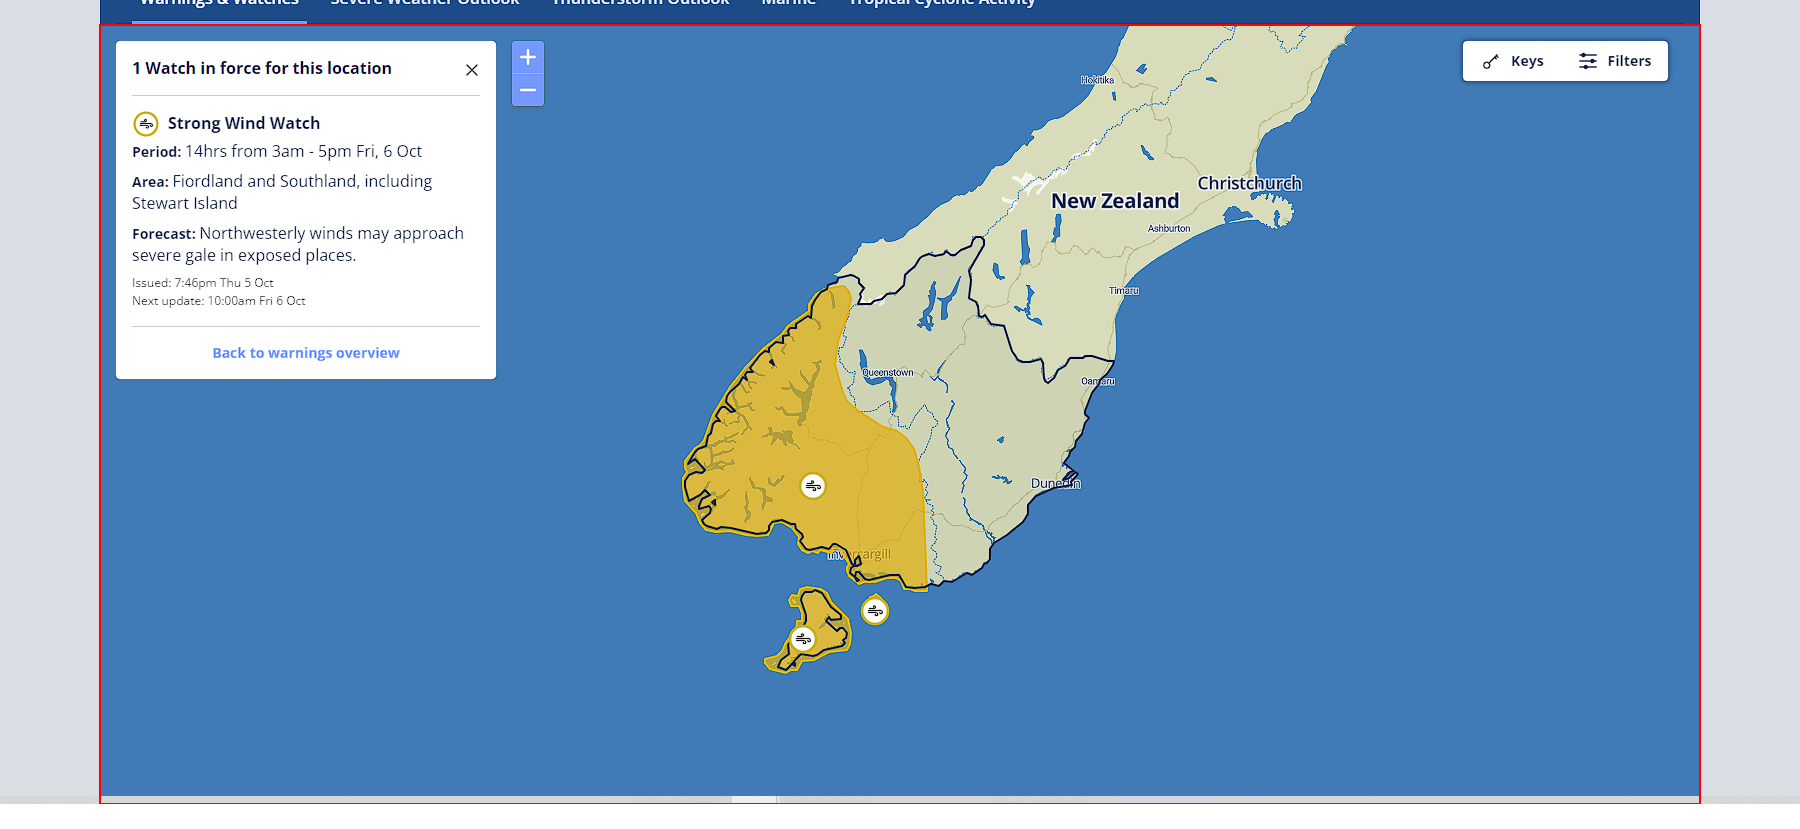 Warnings & Watches Severe Weather Outlook Thunderstorm Outlook Marine Tropical Cyclone Activity
1 Watch in force for this location
Strong Wind Watch
Period: 14hrs from 3am - 5pm Fri, 6 Oct
Area: Fiordland and Southland, including
Stewart Island
Forecast: Northwesterly winds may approach
severe gale in exposed places.
Issued: 7:46pm Thu 5 Oct
Next update: 10:00am Fri 6 Oct
Back to warnings overview
+
−
Keys Filters
Hokitika
Christchurch
New Zealand
Ashburton
Timaru
Queenstown
Oamaru
Dunedin
Invercargill